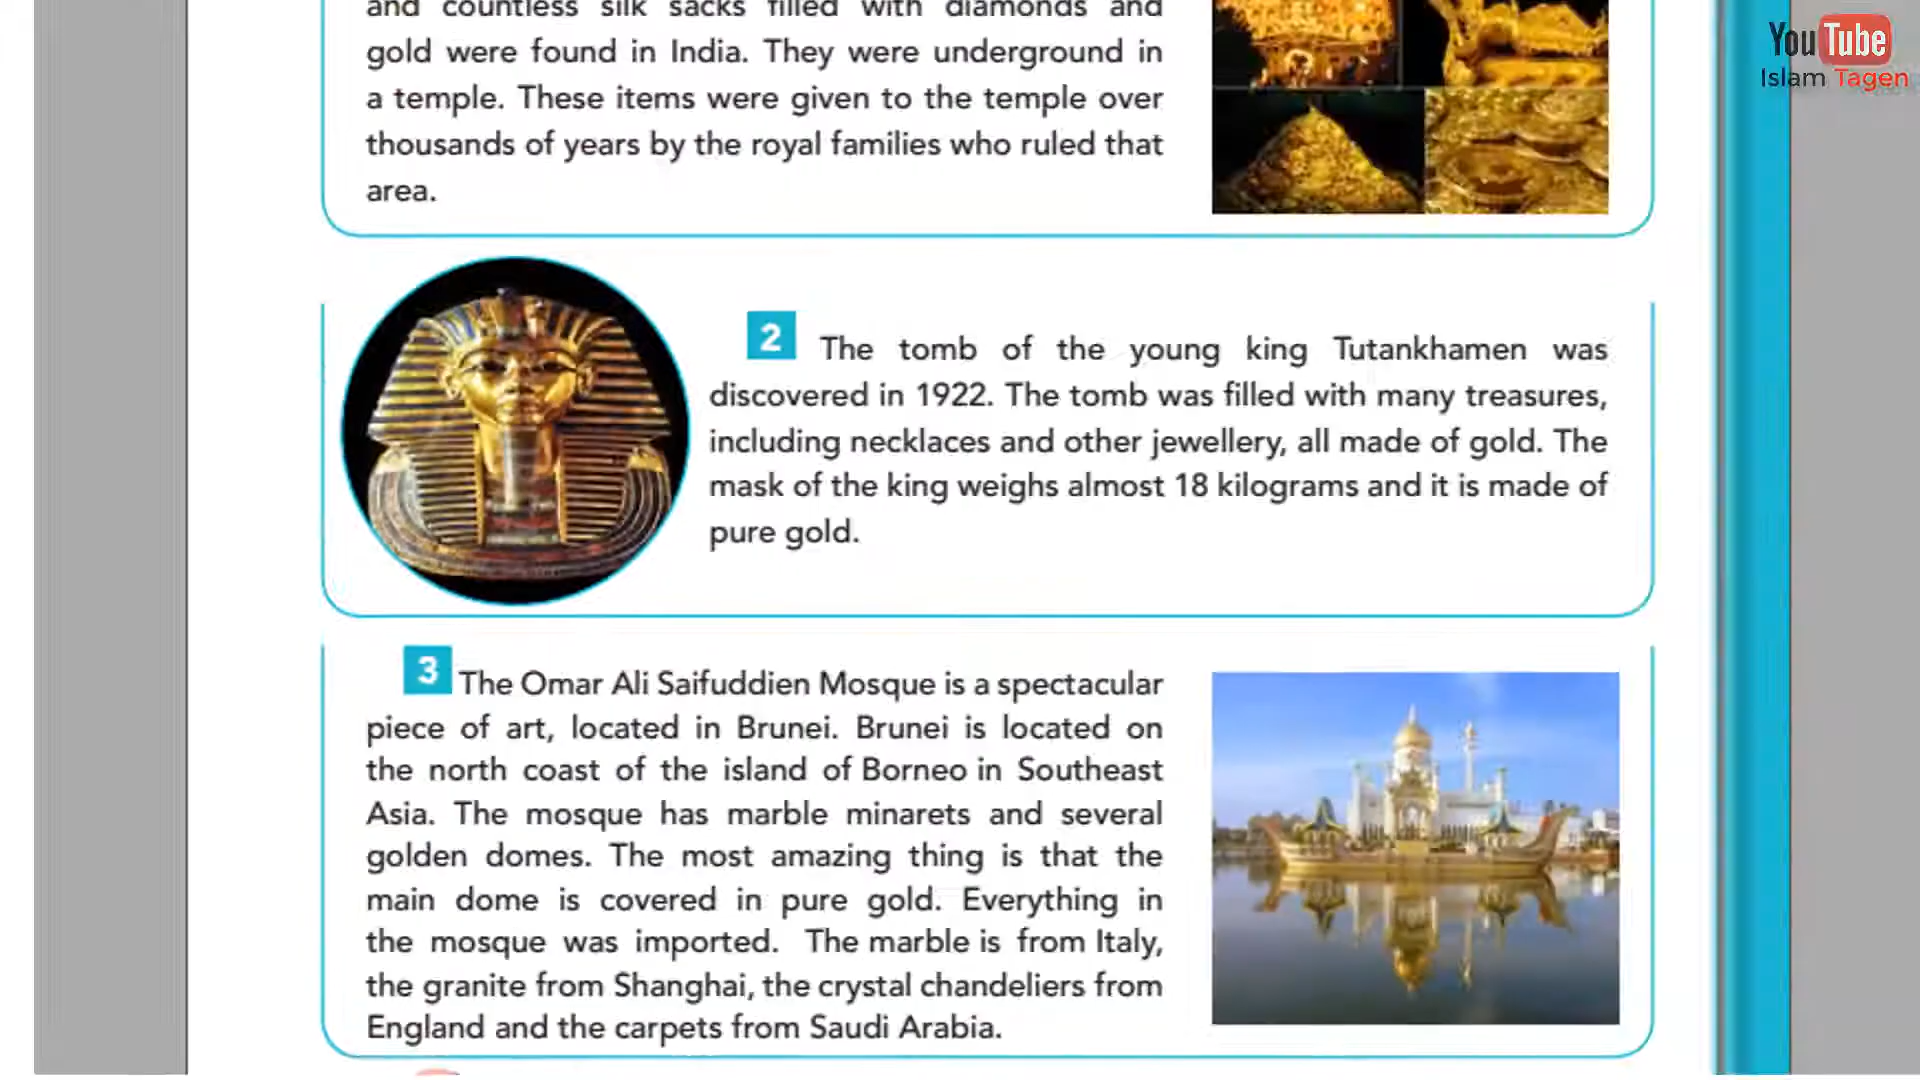 and countless silk sacks filled with diamonds and
gold were found in India. They were underground in
a temple. These items were given to the temple over
thousands of years by the royal families who ruled that
area.
2 The tomb of the young king Tutankhamen was
discovered in 1922. The tomb was filled with many treasures,
including necklaces and other jewellery, all made of gold. The
mask of the king weighs almost 18 kilograms and it is made of
pure gold.
3 The Omar Ali Saifuddien Mosque is a spectacular
piece of art, located in Brunei. Brunei is located on
the north coast of the island of Borneo in Southeast
Asia. The mosque has marble minarets and several
golden domes. The most amazing thing is that the
main dome is covered in pure gold. Everything in
the mosque was imported. The marble is from Italy,
the granite from Shanghai, the crystal chandeliers from
England and the carpets from Saudi Arabia.
YouTube
Islam Tagen